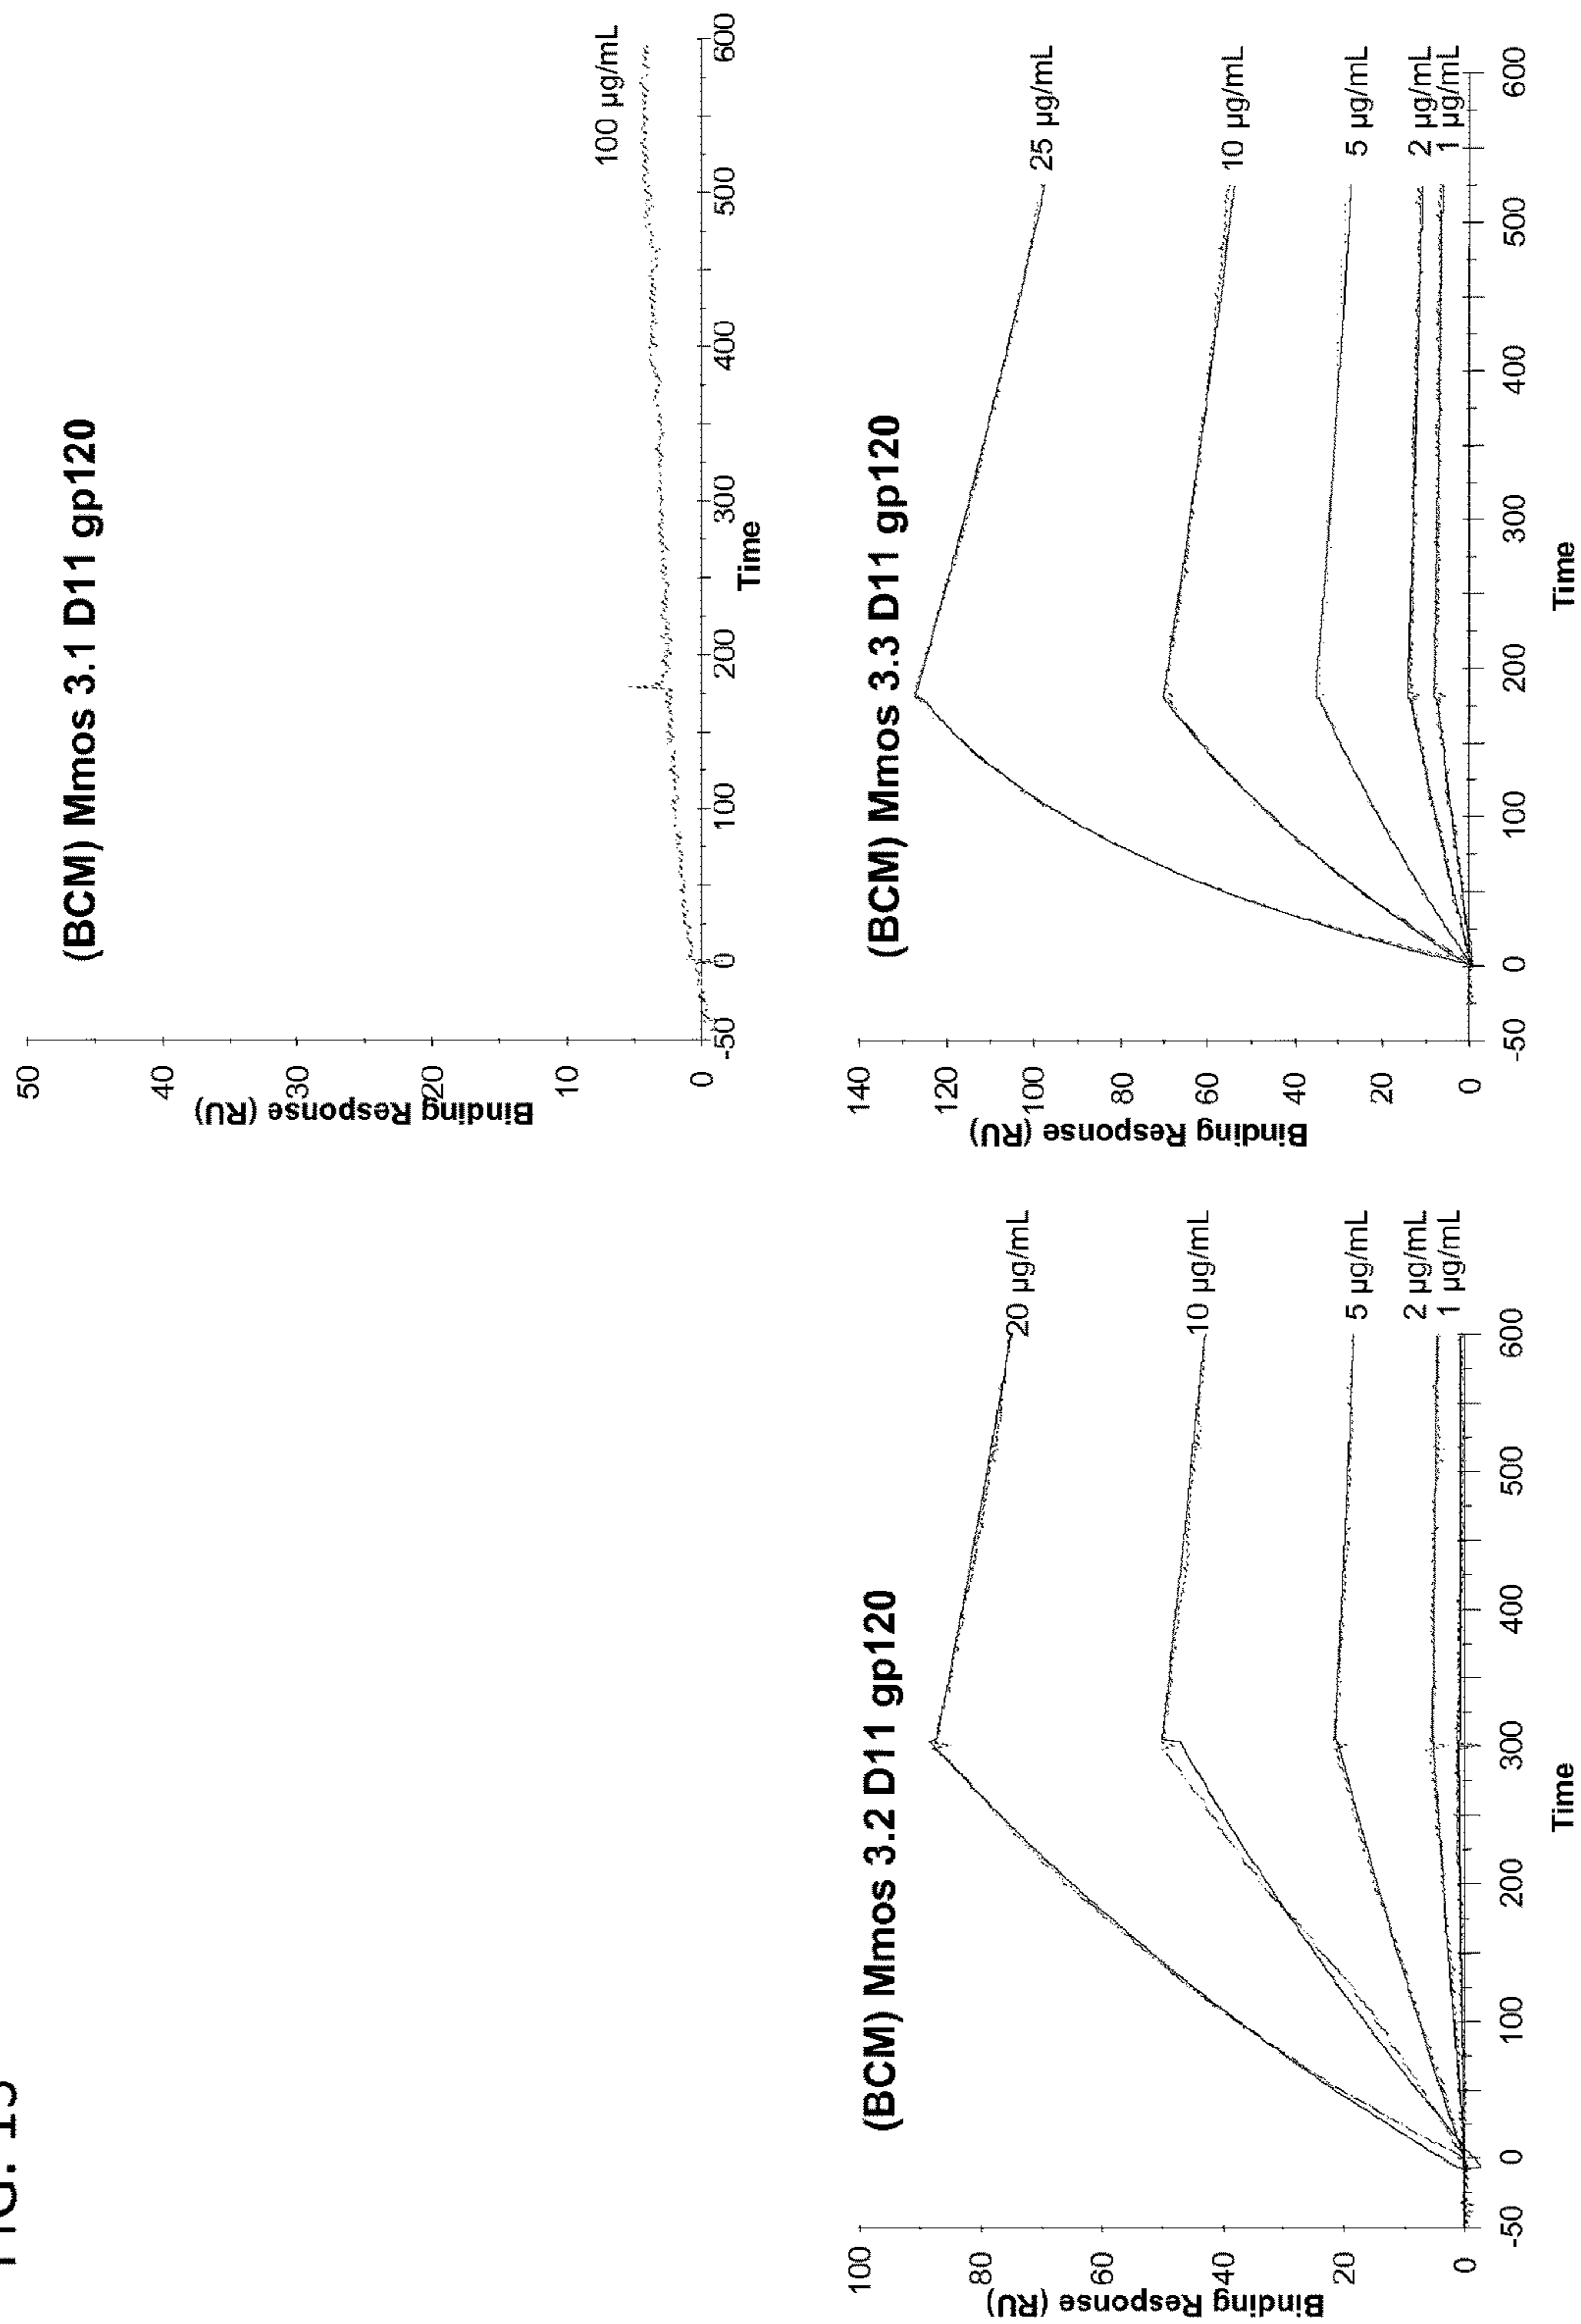 FIG. 15
(BCM) Mmos 3.1 D11 gp120
Binding Response (RU)
50
40
30
20
10
0
100 µg/mL
-50
0
100
200
300
400
500
600
Time
(BCM) Mmos 3.2 D11 gp120
Binding Response (RU)
100
80
60
40
20
0
20 µg/mL
10 µg/mL
5 µg/mL
2 µg/mL
1 µg/mL
-50
0
100
200
300
400
500
600
Time
(BCM) Mmos 3.3 D11 gp120
Binding Response (RU)
140
120
100
80
60
40
20
0
25 µg/mL
10 µg/mL
5 µg/mL
2 µg/mL
1 µg/mL
-50
0
100
200
300
400
500
600
Time